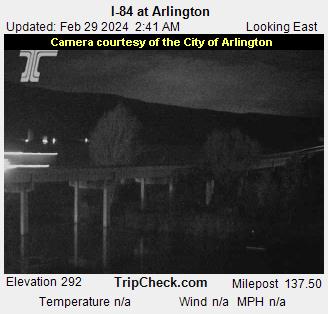 I-84 at Arlington
Updated: Feb 29 2024 2:41 AM Looking East
Camera courtesy of the City of Arlington
Elevation 292 TripCheck.com Milepost 137.50
Temperature n/a Wind n/a MPH n/a